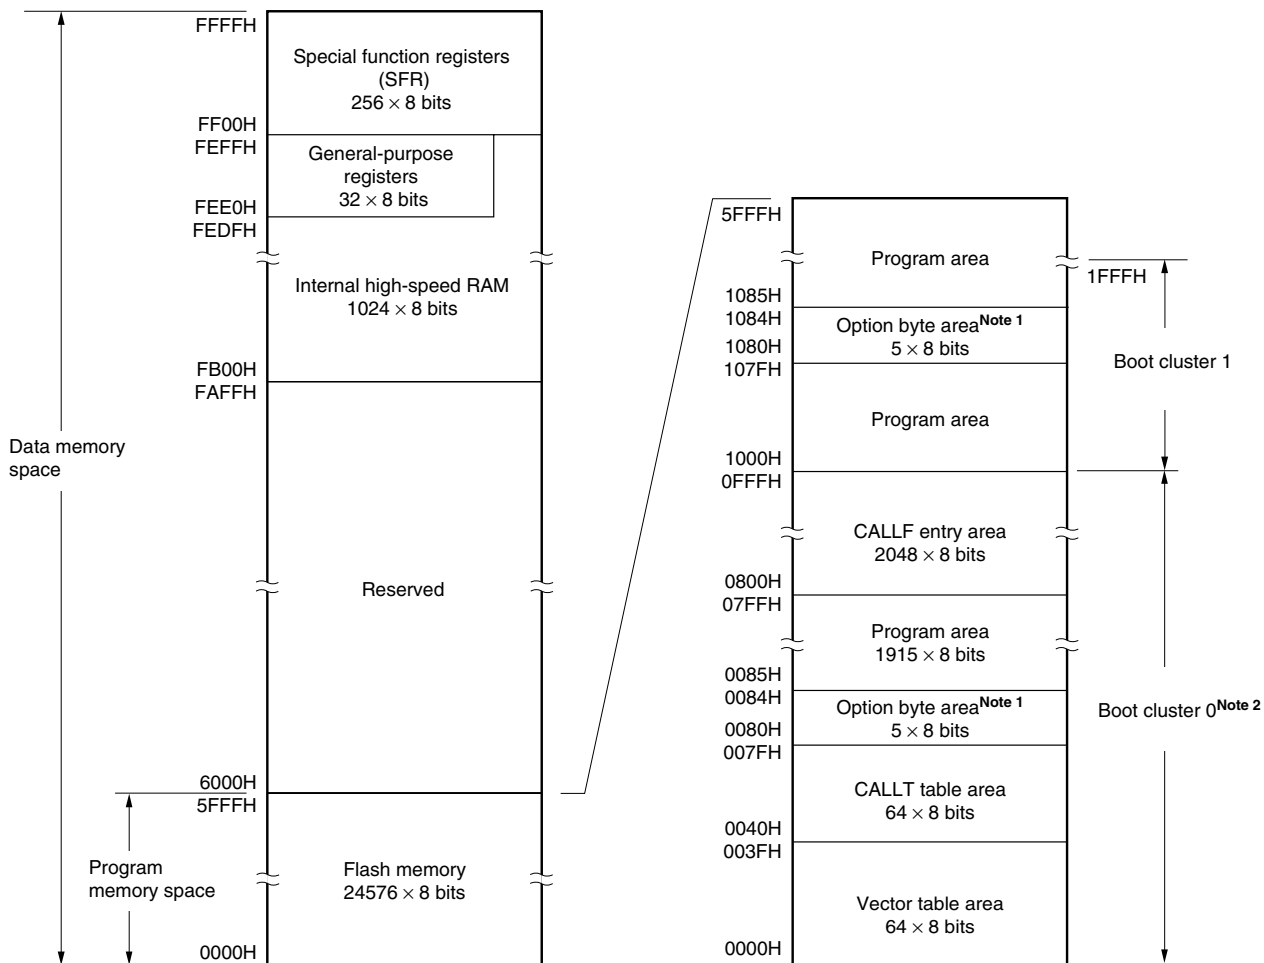 FFFFH
Special function registers
(SFR)
256 × 8 bits
FF00H
FEFFH
General-purpose
registers
32 × 8 bits
FEE0H
FEDFH
Internal high-speed RAM
1024 × 8 bits
FB00H
FAFFH
Data memory
space
Reserved
6000H
5FFFH
Program
memory space
Flash memory
24576 × 8 bits
0000H
5FFFH
Program area
1FFFH
1085H
1084H
Option byte areaNote 1
5 × 8 bits
1080H
107FH
Boot cluster 1
Program area
1000H
0FFFH
CALLF entry area
2048 × 8 bits
0800H
07FFH
Program area
1915 × 8 bits
0085H
0084H
Option byte areaNote 1
5 × 8 bits
Boot cluster 0Note 2
0080H
007FH
CALLT table area
64 × 8 bits
0040H
003FH
Vector table area
64 × 8 bits
0000H